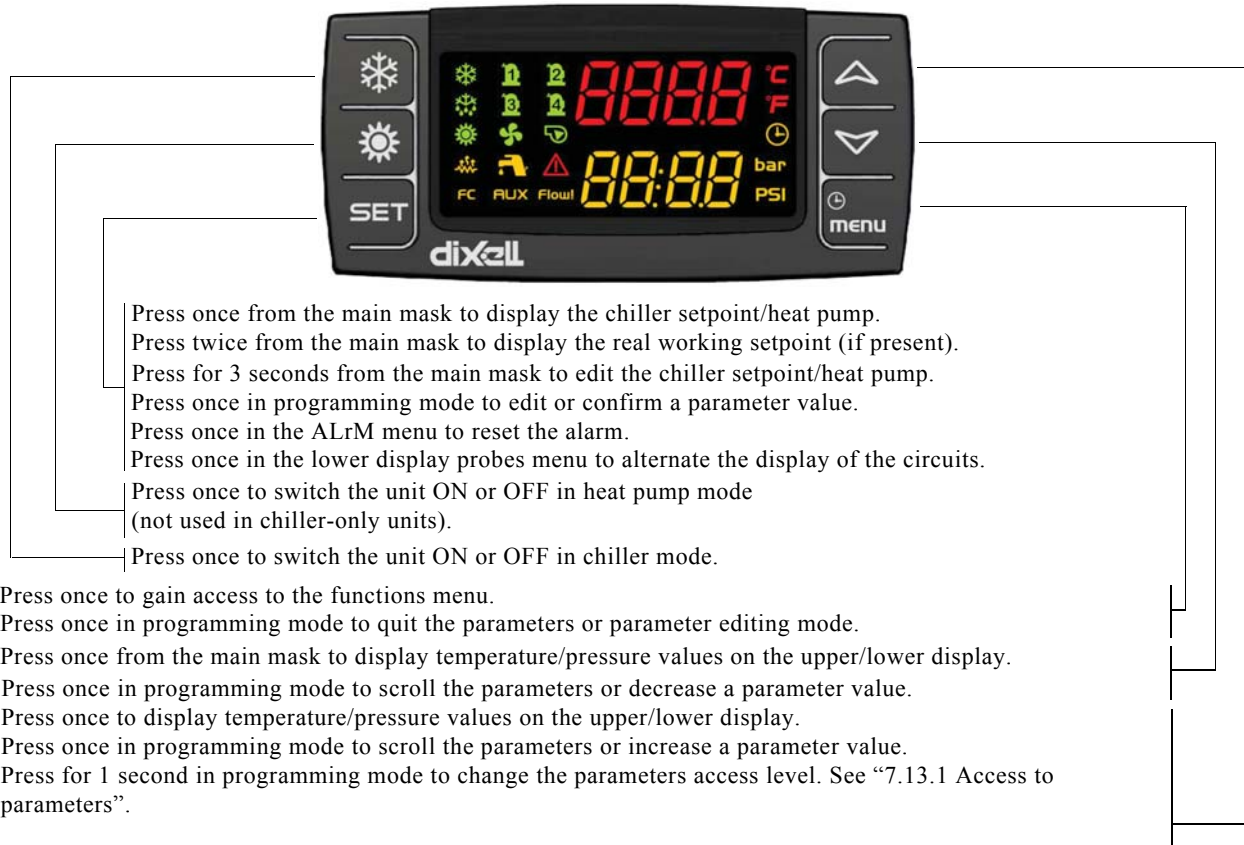 88:8.8 °C
°F
88:8.8 bar
FC AUX Flow! PSI
SET
menu
dixell
Press once from the main mask to display the chiller setpoint/heat pump.
Press twice from the main mask to display the real working setpoint (if present).
Press for 3 seconds from the main mask to edit the chiller setpoint/heat pump.
Press once in programming mode to edit or confirm a parameter value.
Press once in the ALrM menu to reset the alarm.
Press once in the lower display probes menu to alternate the display of the circuits.
Press once to switch the unit ON or OFF in heat pump mode
(not used in chiller-only units).
Press once to switch the unit ON or OFF in chiller mode.
Press once to gain access to the functions menu.
Press once in programming mode to quit the parameters or parameter editing mode.
Press once from the main mask to display temperature/pressure values on the upper/lower display.
Press once in programming mode to scroll the parameters or decrease a parameter value.
Press once to display temperature/pressure values on the upper/lower display.
Press once in programming mode to scroll the parameters or increase a parameter value.
Press for 1 second in programming mode to change the parameters access level. See “7.13.1 Access to
parameters”.